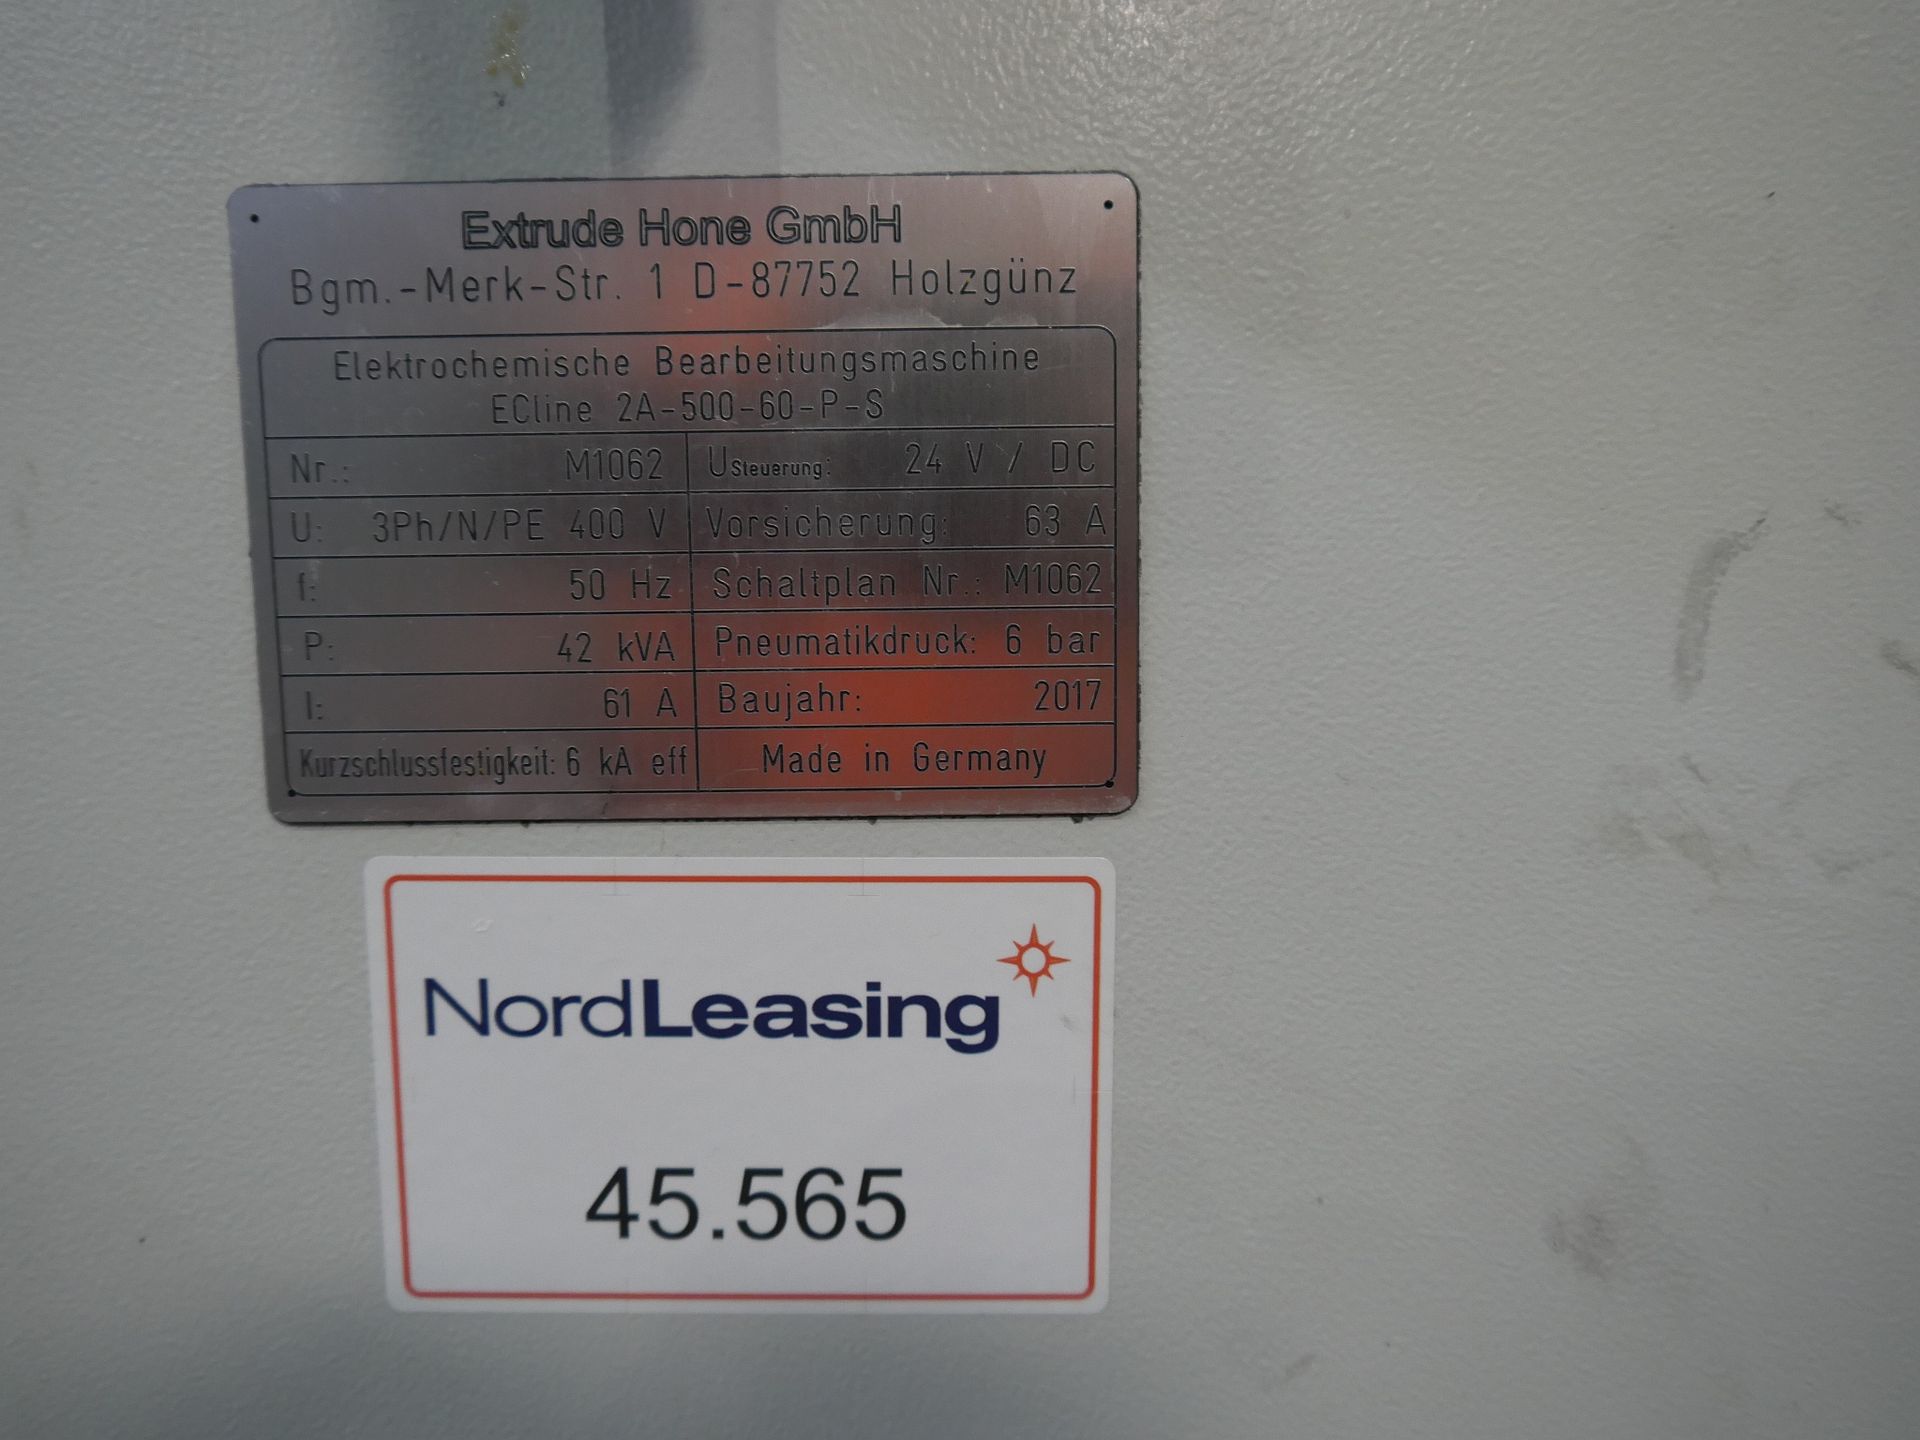 Extrude Hone GmbH
Bgm.-Merk-Str. 1 D-87752 Holzgünz
Elektrochemische Bearbeitungsmaschine
ECline 2A-500-60-P-S
Nr.: M1062 USteuerung: 24 V / DC
U: 3Ph/N/PE 400 V Vorsicherung: 63 A
f: 50 Hz Schaltplan Nr.: M1062
P: 42 kVA Pneumatikdruck: 6 bar
I: 61 A Baujahr: 2017
Kurzschlussfestigkeit: 6 kA eff Made in Germany
NordLeasing
45.565